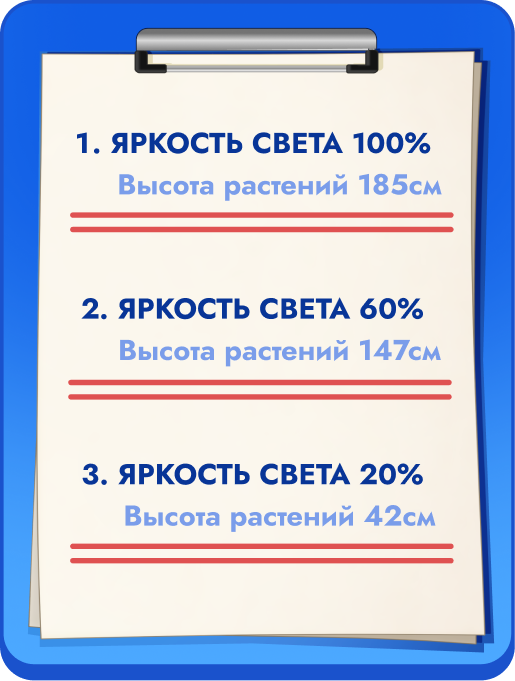 1. ЯРКОСТЬ СВЕТА 100%
Высота растений 185см
2. ЯРКОСТЬ СВЕТА 60%
Высота растений 147см
3. ЯРКОСТЬ СВЕТА 20%
Высота растений 42см